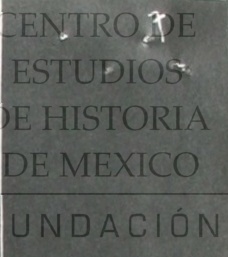 CENTRO DE
ESTUDIOS
DE HISTORIA
DE MEXICO
UNDACIÓN